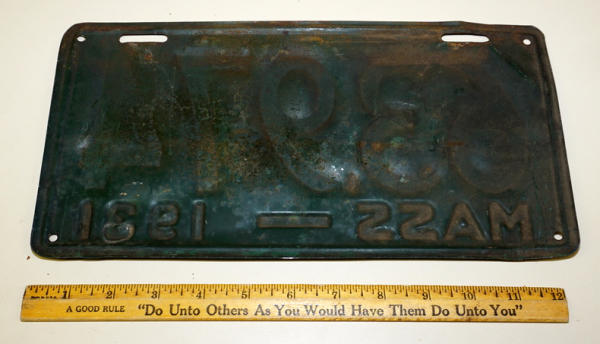 MASS — 1931
1 2 3 4 5 6 7 8 9 10 11 12
A GOOD RULE "Do Unto Others As You Would Have Them Do Unto You"